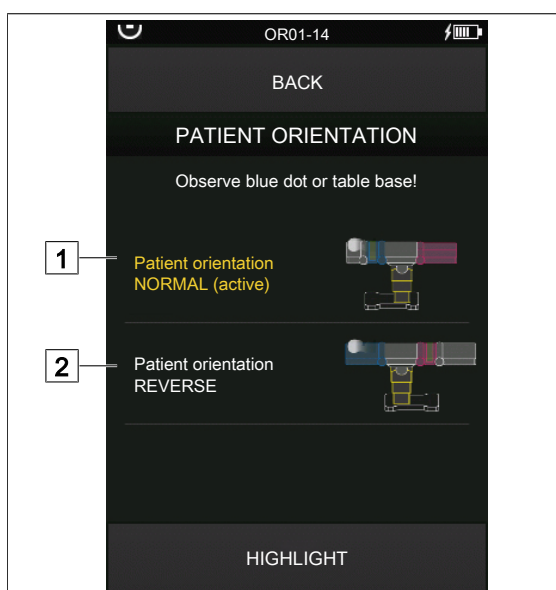 OR01-14
BACK
PATIENT ORIENTATION
Observe blue dot or table base!
1
Patient orientation
NORMAL (active)
2
Patient orientation
REVERSE
HIGHLIGHT